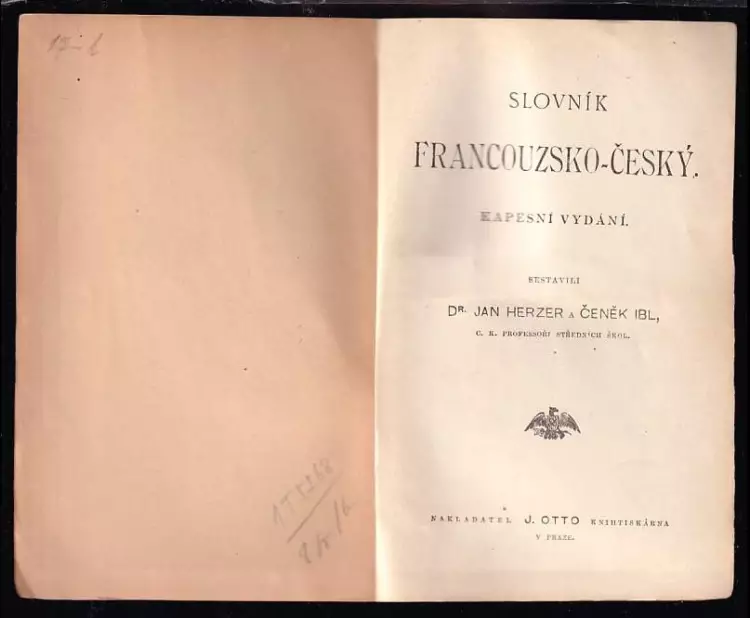 SLOVNÍK
FRANCOUZSKO-ČESKÝ.
KAPESNÍ VYDÁNÍ.
SESTAVILI
DR. JAN HERZER A ČENĚK IBL,
C. K. PROFESSOŘI STŘEDNÍCH ŠKOL.
NAKLADATEL J. OTTO KNIHTISKÁRNA
V PRAZE.